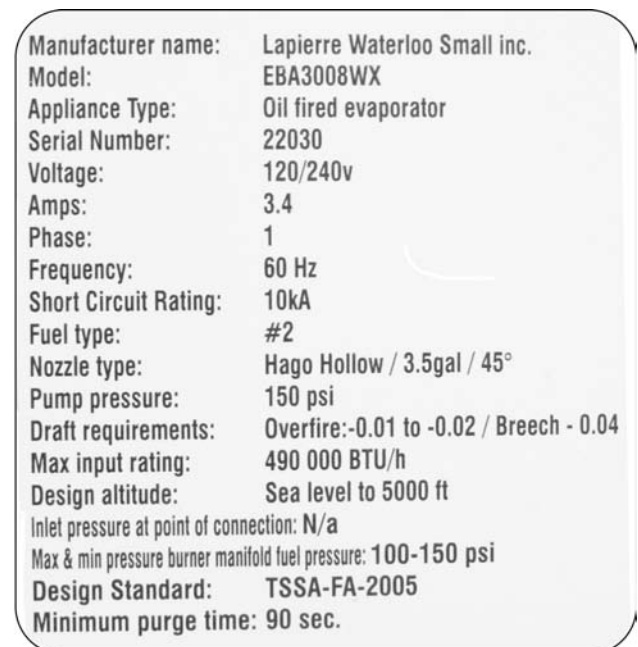 Manufacturer name: Lapierre Waterloo Small inc.
Model: EBA3008WX
Appliance Type: Oil fired evaporator
Serial Number: 22030
Voltage: 120/240v
Amps: 3.4
Phase: 1
Frequency: 60 Hz
Short Circuit Rating: 10kA
Fuel type: #2
Nozzle type: Hago Hollow / 3.5gal / 45°
Pump pressure: 150 psi
Draft requirements: Overfire:-0.01 to -0.02 / Breech - 0.04
Max input rating: 490 000 BTU/h
Design altitude: Sea level to 5000 ft
Inlet pressure at point of connection: N/a
Max & min pressure burner manifold fuel pressure: 100-150 psi
Design Standard: TSSA-FA-2005
Minimum purge time: 90 sec.